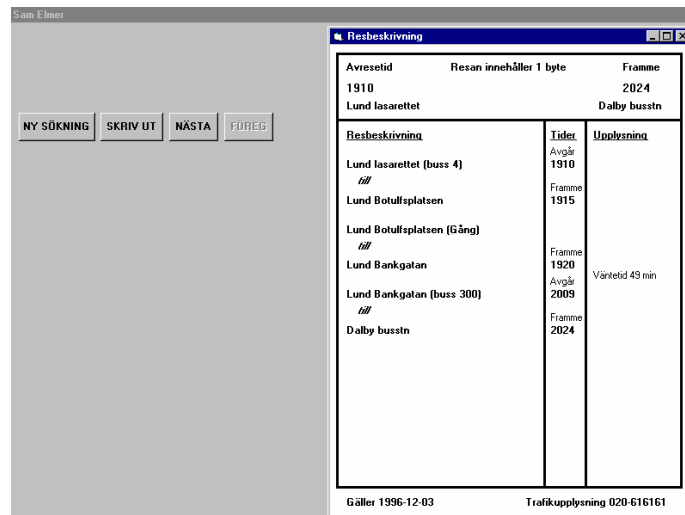 Sam Elmer
Resbeskrivning
NY SÖKNING SKRIV UT NÄSTA FÖREG
Avresetid Resan innehåller 1 byte Framme
1910 2024
Lund lasarettet Dalby busstn
Resbeskrivning Tider Upplysning
Avgår
Lund lasarettet (buss 4) 1910
till
Framme
Lund Botulfsplatsen 1915
Lund Botulfsplatsen (Gång)
till
Framme
Lund Bankgatan 1920
Väntetid 49 min
Avgår
Lund Bankgatan (buss 300) 2009
till
Framme
Dalby busstn 2024
Gäller 1996-12-03 Trafikupplysning 020-616161